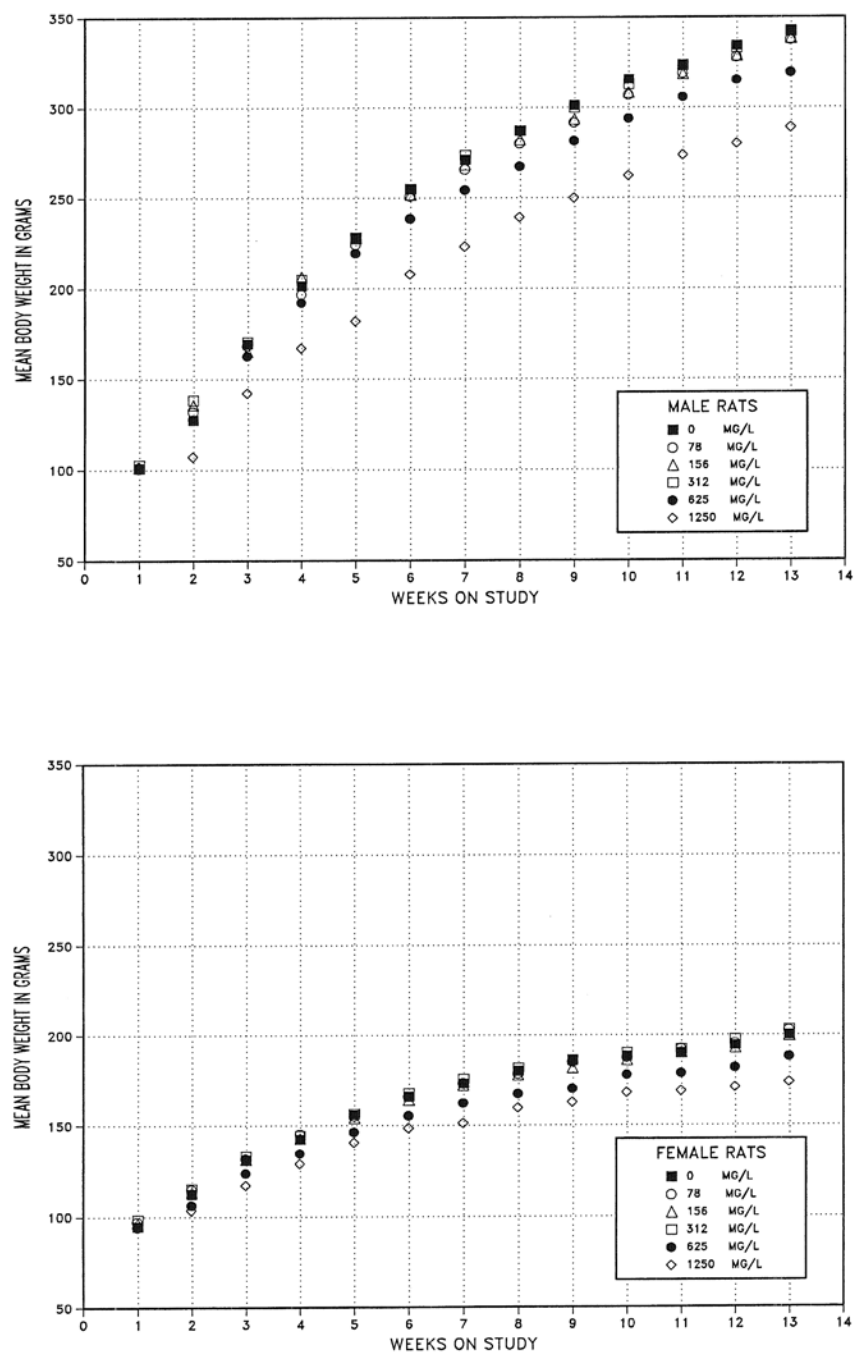 350
300
250
200
150
100
50
MEAN BODY WEIGHT IN GRAMS
MALE RATS
0 MG/L
78 MG/L
156 MG/L
312 MG/L
625 MG/L
1250 MG/L
0 1 2 3 4 5 6 7 8 9 10 11 12 13 14
WEEKS ON STUDY
350
300
250
200
150
100
50
MEAN BODY WEIGHT IN GRAMS
FEMALE RATS
0 MG/L
78 MG/L
156 MG/L
312 MG/L
625 MG/L
1250 MG/L
0 1 2 3 4 5 6 7 8 9 10 11 12 13 14
WEEKS ON STUDY